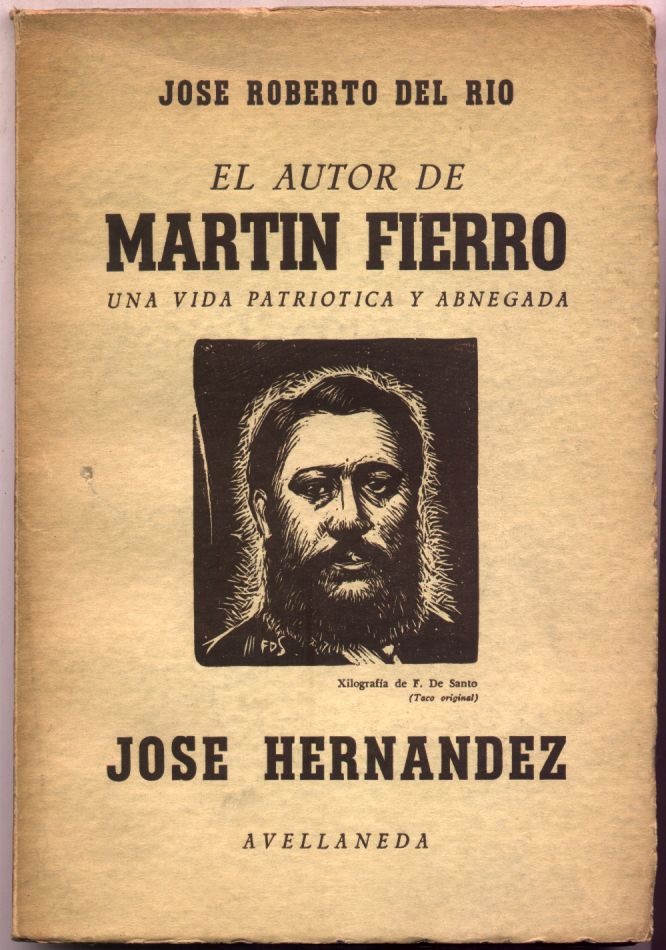 JOSE ROBERTO DEL RIO
EL AUTOR DE
MARTIN FIERRO
UNA VIDA PATRIOTICA Y ABNEGADA
FDS
Xilografía de F. De Santo
(Taco original)
JOSE HERNANDEZ
AVELLANEDA